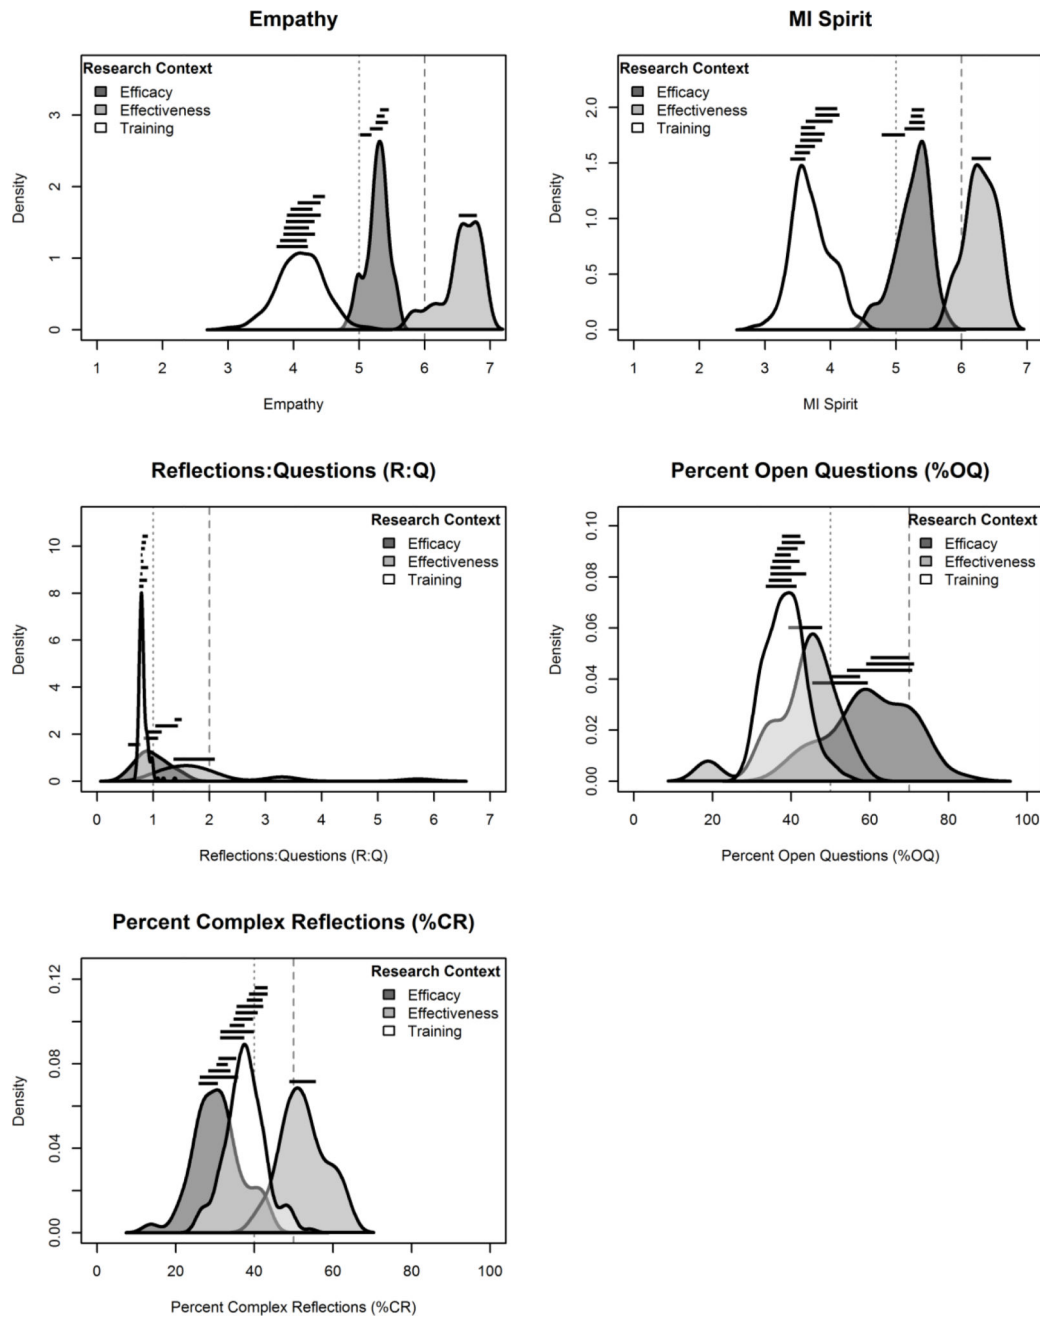 Empathy
Research Context
Efficacy
Effectiveness
Training
Density
0
1
2
3
1 2 3 4 5 6 7
Empathy
MI Spirit
Research Context
Efficacy
Effectiveness
Training
Density
0.0
0.5
1.0
1.5
2.0
1 2 3 4 5 6 7
MI Spirit
Reflections:Questions (R:Q)
Research Context
Efficacy
Effectiveness
Training
Density
0
2
4
6
8
10
0 1 2 3 4 5 6 7
Reflections:Questions (R:Q)
Percent Open Questions (%OQ)
Research Context
Efficacy
Effectiveness
Training
Density
0.00
0.02
0.04
0.06
0.08
0.10
0 20 40 60 80 100
Percent Open Questions (%OQ)
Percent Complex Reflections (%CR)
Research Context
Efficacy
Effectiveness
Training
Density
0.00
0.04
0.08
0.12
0 20 40 60 80 100
Percent Complex Reflections (%CR)